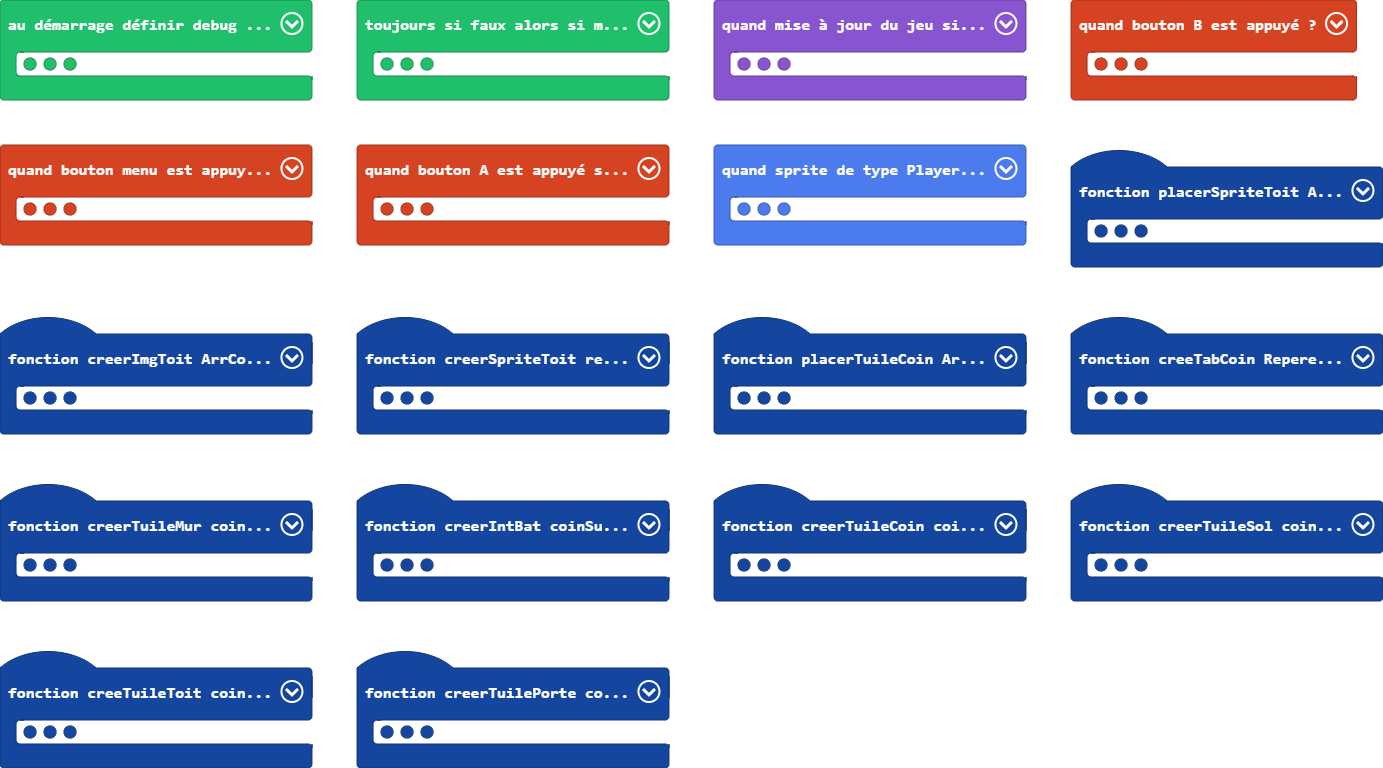 au démarrage définir debug ...
toujours si faux alors si m...
quand mise à jour du jeu si...
quand bouton B est appuyé ?
quand bouton menu est appuy...
quand bouton A est appuyé s...
quand sprite de type Player...
fonction placerSpriteToit A...
fonction creerImgToit ArrCo...
fonction creerSpriteToit re...
fonction placerTuileCoin Ar...
fonction creeTabCoin Repere...
fonction creerTuileMur coin...
fonction creerIntBat coinSu...
fonction creerTuileCoin coi...
fonction creerTuileSol coin...
fonction creeTuileToit coin...
fonction creerTuilePorte co...